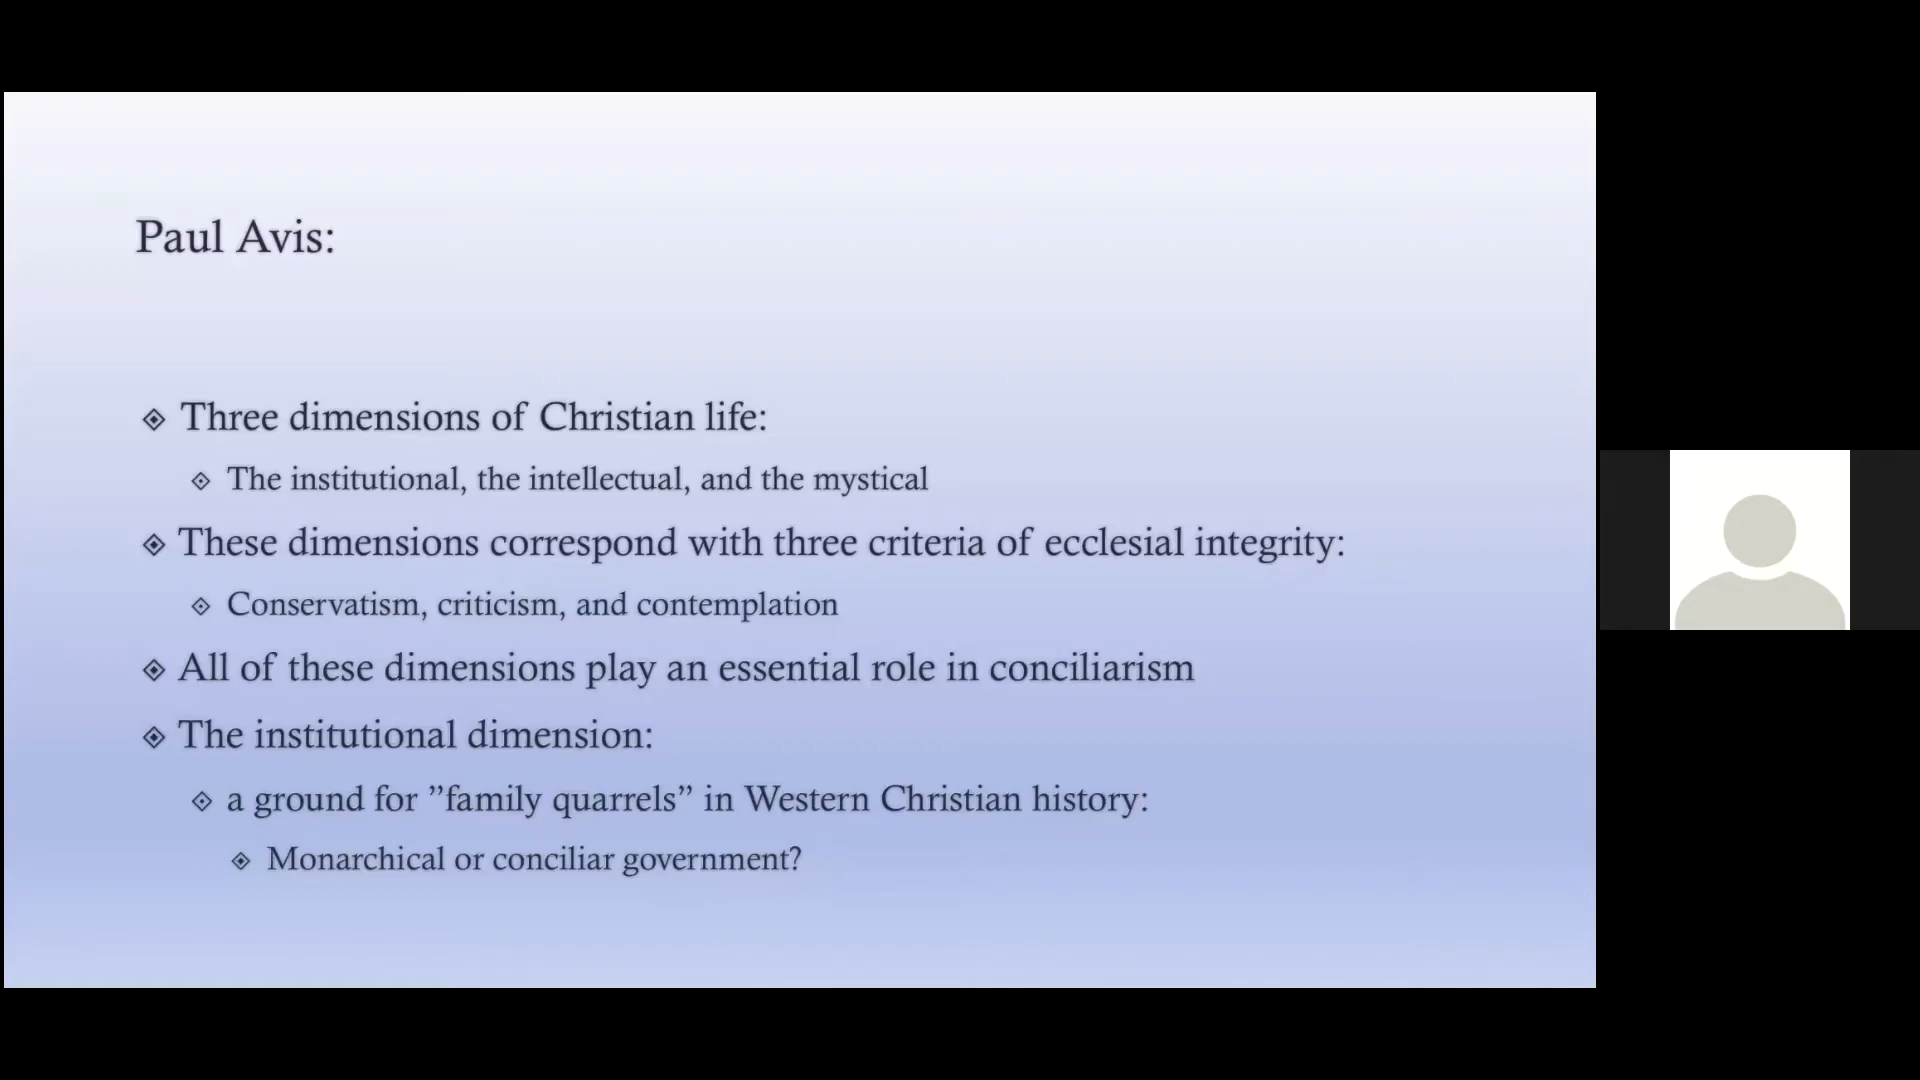 Paul Avis:
Three dimensions of Christian life:
The institutional, the intellectual, and the mystical
These dimensions correspond with three criteria of ecclesial integrity:
Conservatism, criticism, and contemplation
All of these dimensions play an essential role in conciliarism
The institutional dimension:
a ground for ”family quarrels” in Western Christian history:
Monarchical or conciliar government?